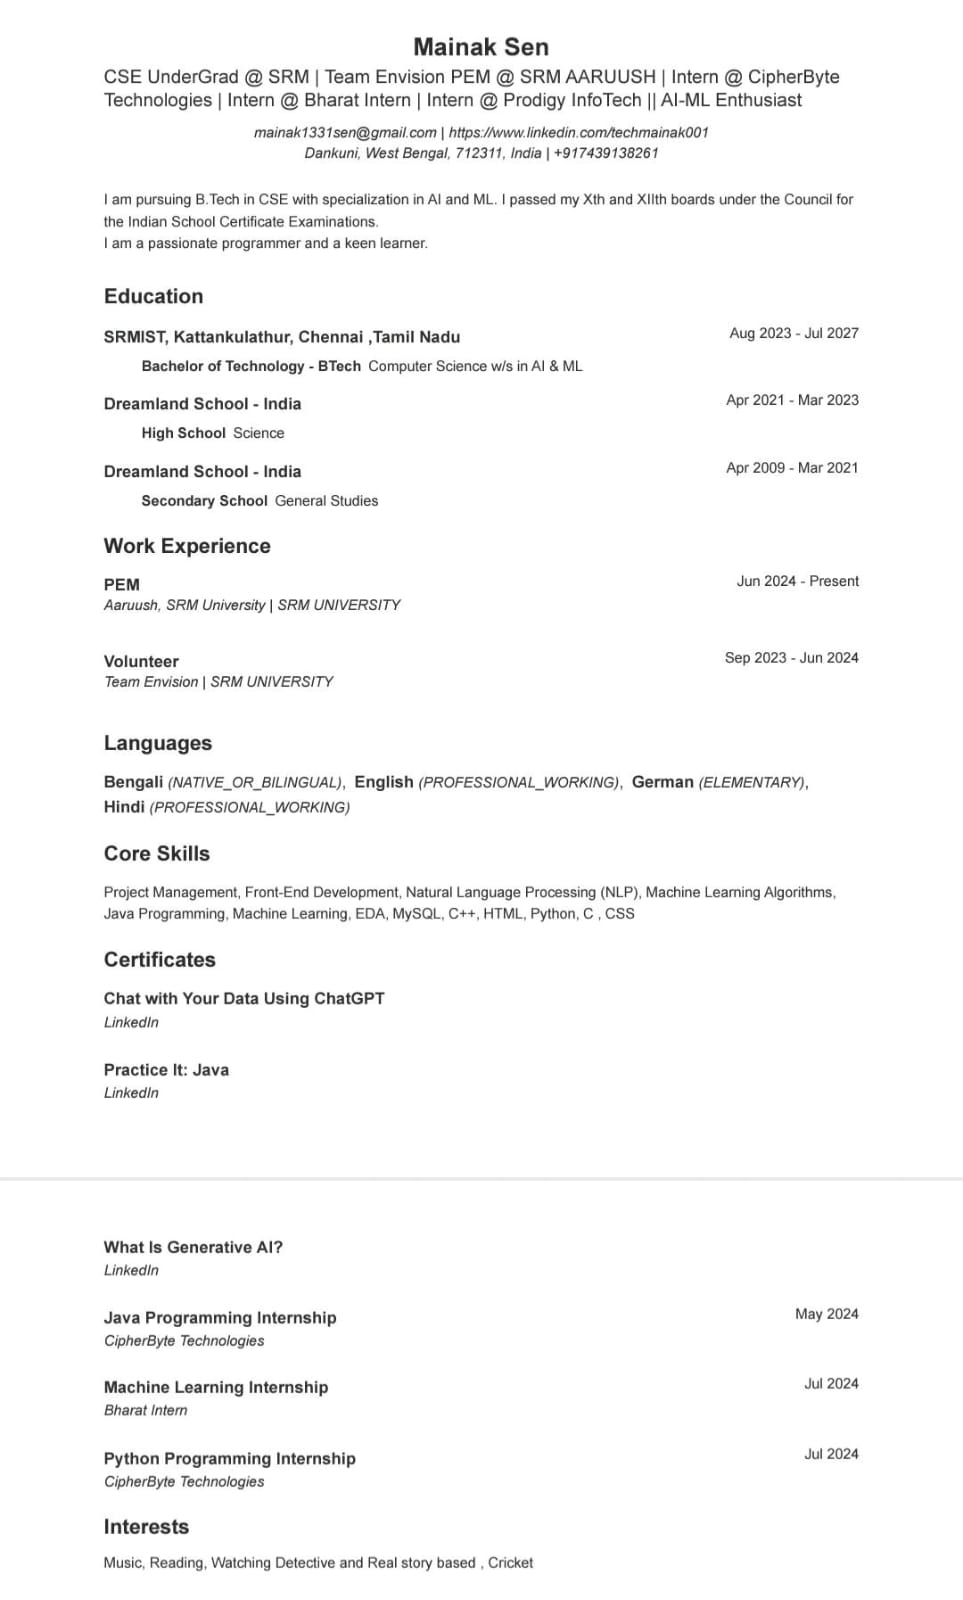 Mainak Sen
CSE UnderGrad @ SRM | Team Envision PEM @ SRM AARUUSH | Intern @ CipherByte
Technologies | Intern @ Bharat Intern | Intern @ Prodigy InfoTech || AI-ML Enthusiast
mainak1331sen@gmail.com | https://www.linkedin.com/techmainak001
Dankuni, West Bengal, 712311, India | +917439138261
I am pursuing B.Tech in CSE with specialization in AI and ML. I passed my Xth and XIIth boards under the Council for
the Indian School Certificate Examinations.
I am a passionate programmer and a keen learner.
Education
SRMIST, Kattankulathur, Chennai ,Tamil Nadu Aug 2023 - Jul 2027
Bachelor of Technology - BTech Computer Science w/s in AI & ML
Dreamland School - India Apr 2021 - Mar 2023
High School Science
Dreamland School - India Apr 2009 - Mar 2021
Secondary School General Studies
Work Experience
PEM Jun 2024 - Present
Aaruush, SRM University | SRM UNIVERSITY
Volunteer Sep 2023 - Jun 2024
Team Envision | SRM UNIVERSITY
Languages
Bengali (NATIVE_OR_BILINGUAL), English (PROFESSIONAL_WORKING), German (ELEMENTARY),
Hindi (PROFESSIONAL_WORKING)
Core Skills
Project Management, Front-End Development, Natural Language Processing (NLP), Machine Learning Algorithms,
Java Programming, Machine Learning, EDA, MySQL, C++, HTML, Python, C , CSS
Certificates
Chat with Your Data Using ChatGPT
LinkedIn
Practice It: Java
LinkedIn
What Is Generative AI?
LinkedIn
Java Programming Internship May 2024
CipherByte Technologies
Machine Learning Internship Jul 2024
Bharat Intern
Python Programming Internship Jul 2024
CipherByte Technologies
Interests
Music, Reading, Watching Detective and Real story based , Cricket